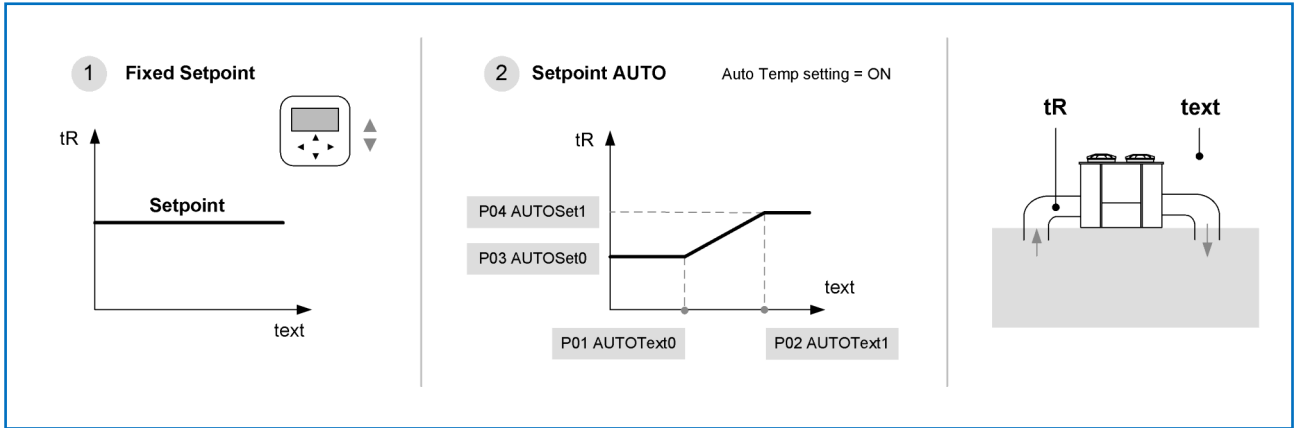 1 Fixed Setpoint
tR
Setpoint
text
2 Setpoint AUTO Auto Temp setting = ON
tR
P04 AUTOSet1
P03 AUTOSet0
text
P01 AUTOText0 P02 AUTOText1
tR text